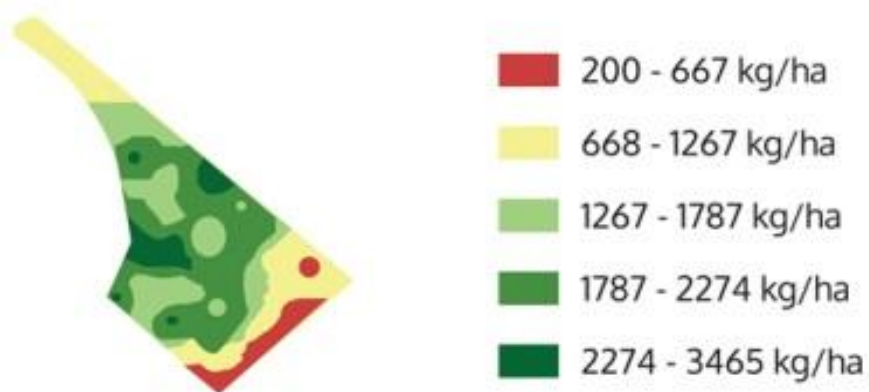 200 - 667 kg/ha
668 - 1267 kg/ha
1267 - 1787 kg/ha
1787 - 2274 kg/ha
2274 - 3465 kg/ha